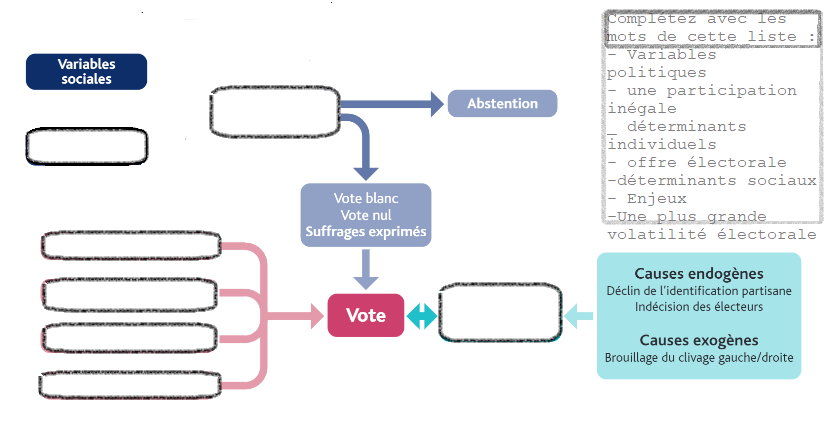 Complétez avec les
mots de cette liste :
- Variables
politiques
- une participation
inégale
_ déterminants
individuels
- offre électorale
-déterminants sociaux
- Enjeux
-Une plus grande
volatilité électorale
Variables
sociales
Abstention
Vote blanc
Vote nul
Suffrages exprimés
Vote
Causes endogènes
Déclin de l'identification partisane
Indécision des électeurs
Causes exogènes
Brouillage du clivage gauche/droite